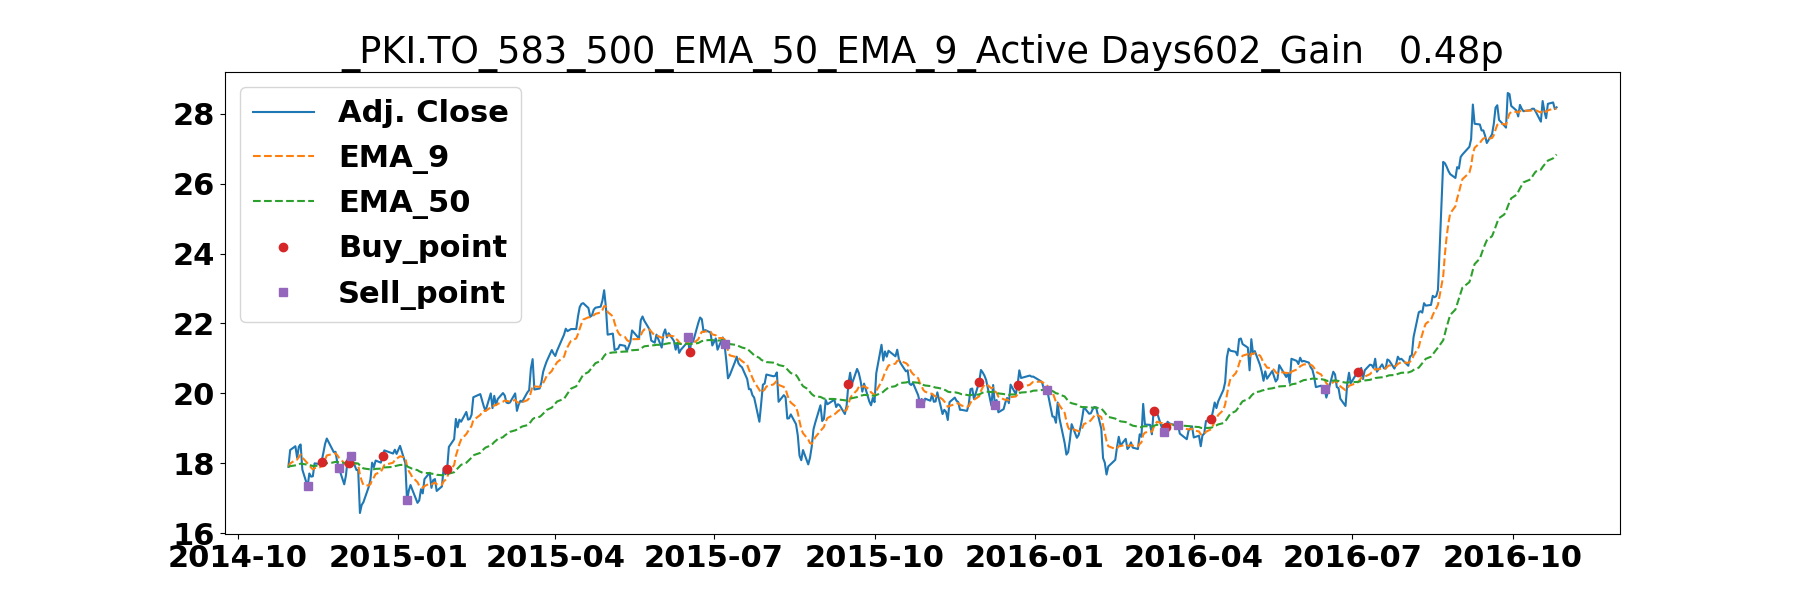 _PKI.TO_583_500_EMA_50_EMA_9_Active Days602_Gain   0.48p
Adj. Close
EMA_9
EMA_50
Buy_point
Sell_point
28
26
24
22
20
18
16
2014-10 2015-01 2015-04 2015-07 2015-10 2016-01 2016-04 2016-07 2016-10